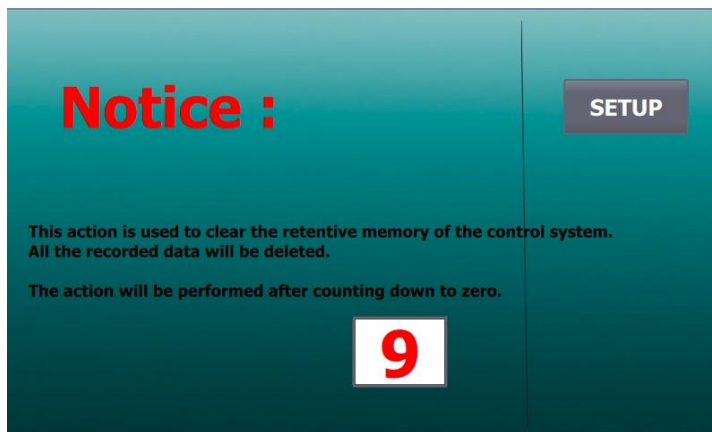 Notice :
SETUP
This action is used to clear the retentive memory of the control system.
All the recorded data will be deleted.
The action will be performed after counting down to zero.
9